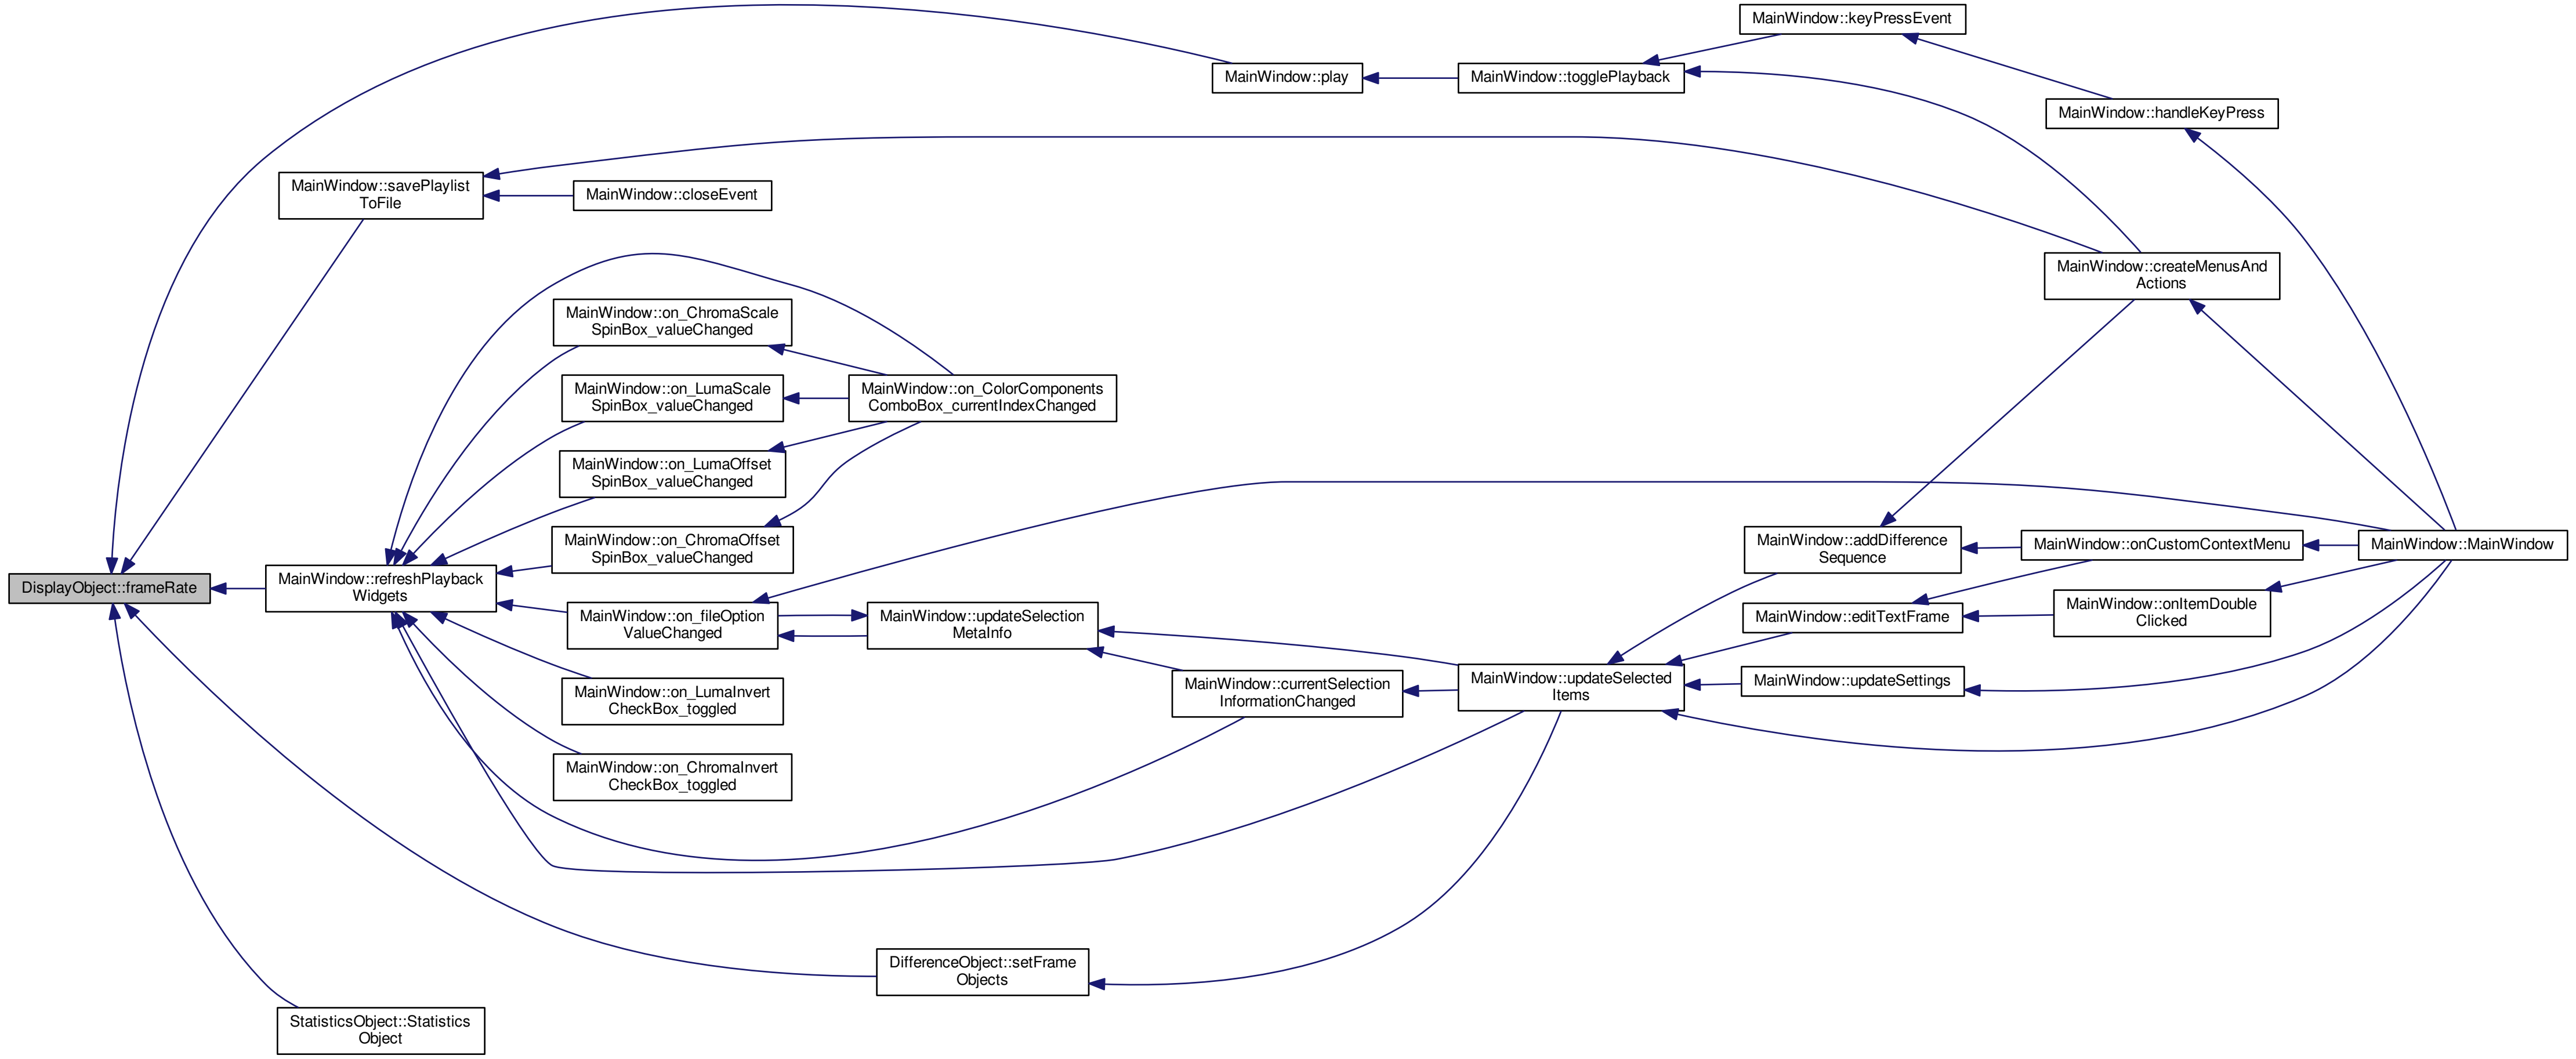 MainWindow::keyPressEvent
MainWindow::play
MainWindow::togglePlayback
MainWindow::handleKeyPress
MainWindow::savePlaylist
ToFile
MainWindow::closeEvent
MainWindow::createMenusAnd
Actions
MainWindow::on_ChromaScale
SpinBox_valueChanged
MainWindow::on_LumaScale
SpinBox_valueChanged
MainWindow::on_ColorComponents
ComboBox_currentIndexChanged
MainWindow::on_LumaOffset
SpinBox_valueChanged
MainWindow::on_ChromaOffset
SpinBox_valueChanged
MainWindow::addDifference
Sequence
MainWindow::onCustomContextMenu
MainWindow::MainWindow
DisplayObject::frameRate
MainWindow::refreshPlayback
Widgets
MainWindow::on_fileOption
ValueChanged
MainWindow::updateSelection
MetaInfo
MainWindow::editTextFrame
MainWindow::onItemDouble
Clicked
MainWindow::on_LumaInvert
CheckBox_toggled
MainWindow::currentSelection
InformationChanged
MainWindow::updateSelected
Items
MainWindow::updateSettings
MainWindow::on_ChromaInvert
CheckBox_toggled
DifferenceObject::setFrame
Objects
StatisticsObject::Statistics
Object